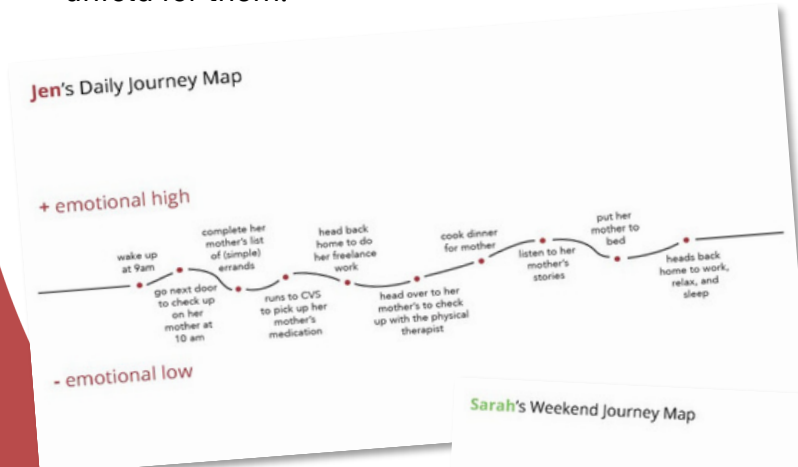 Jen's Daily Journey Map
+ emotional high
wake up
at 9am
go next door
to check up
on her
mother at
10 am
complete her
mother's list
of (simple)
errands
runs to CVS
to pick up her
mother's
medication
head back
home to do
her freelance
work
head over to her
mother's to check
up with the physical
therapist
cook dinner
for mother
listen to her
mother's
stories
put her
mother to
bed
heads back
home to work,
relax, and
sleep
- emotional low
Sarah's Weekend Journey Map